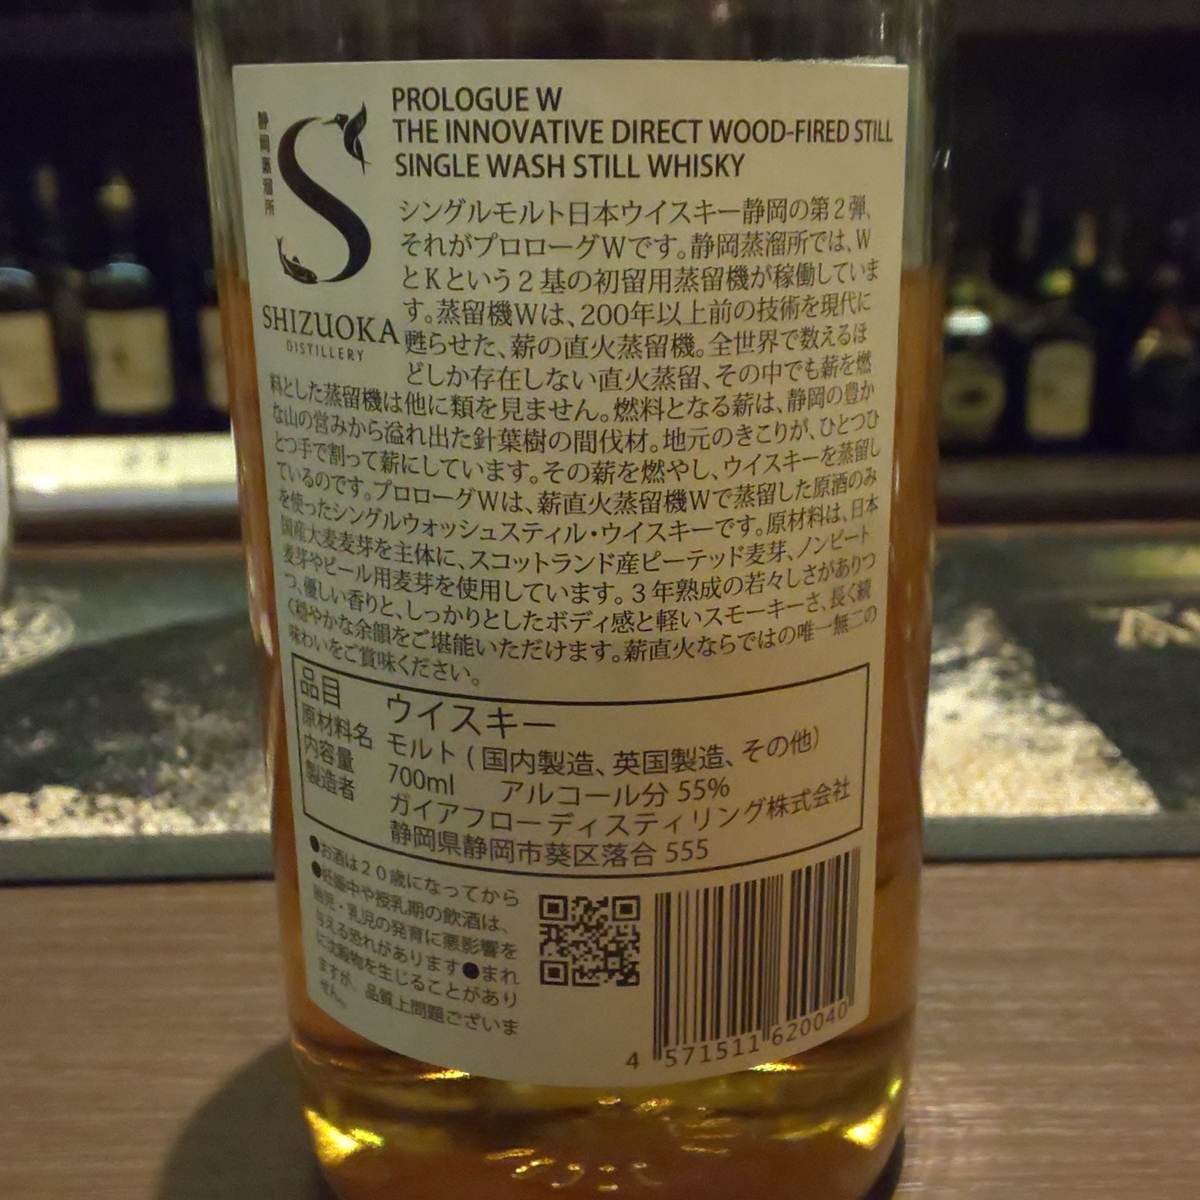 PROLOGUE W
THE INNOVATIVE DIRECT WOOD-FIRED STILL
SINGLE WASH STILL WHISKY
静岡蒸溜所
S
SHIZUOKA
DISTILLERY
シングルモルト日本ウイスキー静岡の第2弾、
それがプロローグWです。静岡蒸溜所では、W
とKという2基の初留用蒸留機が稼働していま
す。蒸留機Wは、200年以上前の技術を現代に
甦らせた、薪の直火蒸留機。全世界で数えるほ
どしか存在しない直火蒸留、その中でも薪を燃
料とした蒸留機は他に類を見ません。燃料となる薪は、静岡の豊か
な山の営みから溢れ出た針葉樹の間伐材。地元のきこりが、ひとつひ
とつ手で割って薪にしています。その薪を燃やし、ウイスキーを蒸留し
ているのです。プロローグWは、薪直火蒸留機Wで蒸留した原酒のみ
を使ったシングルウォッシュスティル・ウイスキーです。原材料は、日本
国産大麦麦芽を主体に、スコットランド産ピーテッド麦芽、ノンピート
麦芽やビール用麦芽を使用しています。3年熟成の若々しさがありつ
つ、優しい香りと、しっかりとしたボディ感と軽いスモーキーさ、長く続
く穏やかな余韻をご堪能いただけます。薪直火ならではの唯一無二の
味わいをご賞味ください。
品目 ウイスキー
原材料名 モルト(国内製造、英国製造、その他)
内容量 700ml アルコール分 55%
製造者 ガイアフローディスティリング株式会社
静岡県静岡市葵区落合 555
●お酒は20歳になってから
●妊娠中や授乳期の飲酒は、
胎児・乳児の発育に悪影響を
与える恐れがあります●まれ
に沈殿物を生じることがあり
ますが、品質上問題ございま
せん。
4 571511 620040